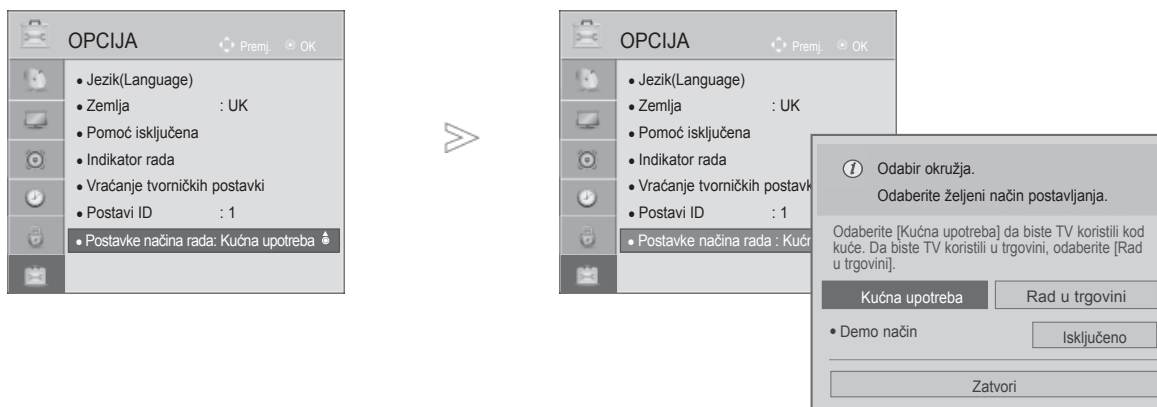 OPCIJA Premj. OK
• Jezik(Language)
• Zemlja : UK
• Pomoć isključena
• Indikator rada
• Vraćanje tvorničkih postavki
• Postavi ID : 1
• Postavke načina rada: Kućna upotreba
OPCIJA Premj. OK
• Jezik(Language)
• Zemlja : UK
• Pomoć isključena
• Indikator rada
• Vraćanje tvorničkih postavk
• Postavi ID : 1
• Postavke načina rada : Kućr
Odabir okružja.
Odaberite željeni način postavljanja.
Odaberite [Kućna upotreba] da biste TV koristili kod
kuće. Da biste TV koristili u trgovini, odaberite [Rad
u trgovini].
Kućna upotreba Rad u trgovini
• Demo način Isključeno
Zatvori